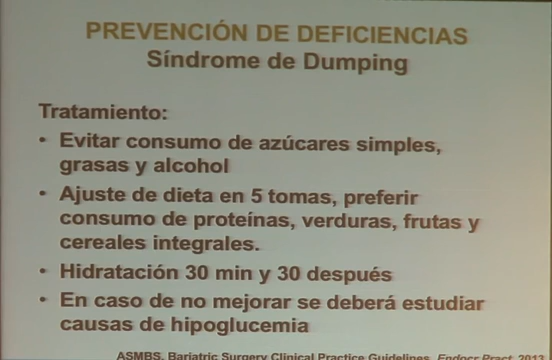 PREVENCIÓN DE DEFICIENCIAS
Síndrome de Dumping
Tratamiento:
• Evitar consumo de azúcares simples,
grasas y alcohol
• Ajuste de dieta en 5 tomas, preferir
consumo de proteínas, verduras, frutas y
cereales integrales.
• Hidratación 30 min y 30 después
• En caso de no mejorar se deberá estudiar
causas de hipoglucemia
ASMBS. Bariatric Surgery Clinical Practice Guidelines. Endocr Pract. 2013